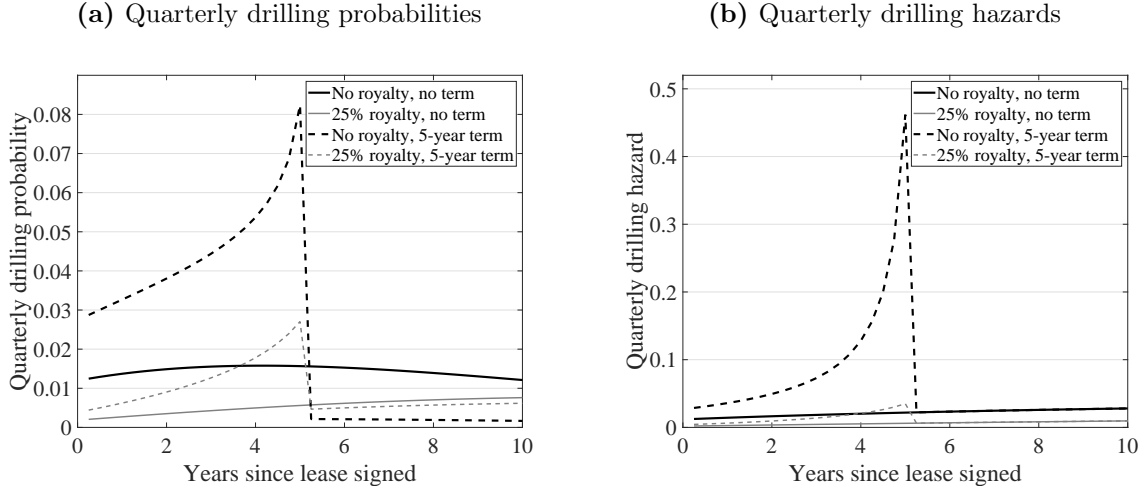 (a) Quarterly drilling probabilities
Quarterly drilling probability
0.08
0.07
0.06
0.05
0.04
0.03
0.02
0.01
0
No royalty, no term
25% royalty, no term
No royalty, 5-year term
25% royalty, 5-year term
0 2 4 6 8 10
Years since lease signed
(b) Quarterly drilling hazards
Quarterly drilling hazard
0.5
0.4
0.3
0.2
0.1
0
No royalty, no term
25% royalty, no term
No royalty, 5-year term
25% royalty, 5-year term
0 2 4 6 8 10
Years since lease signed